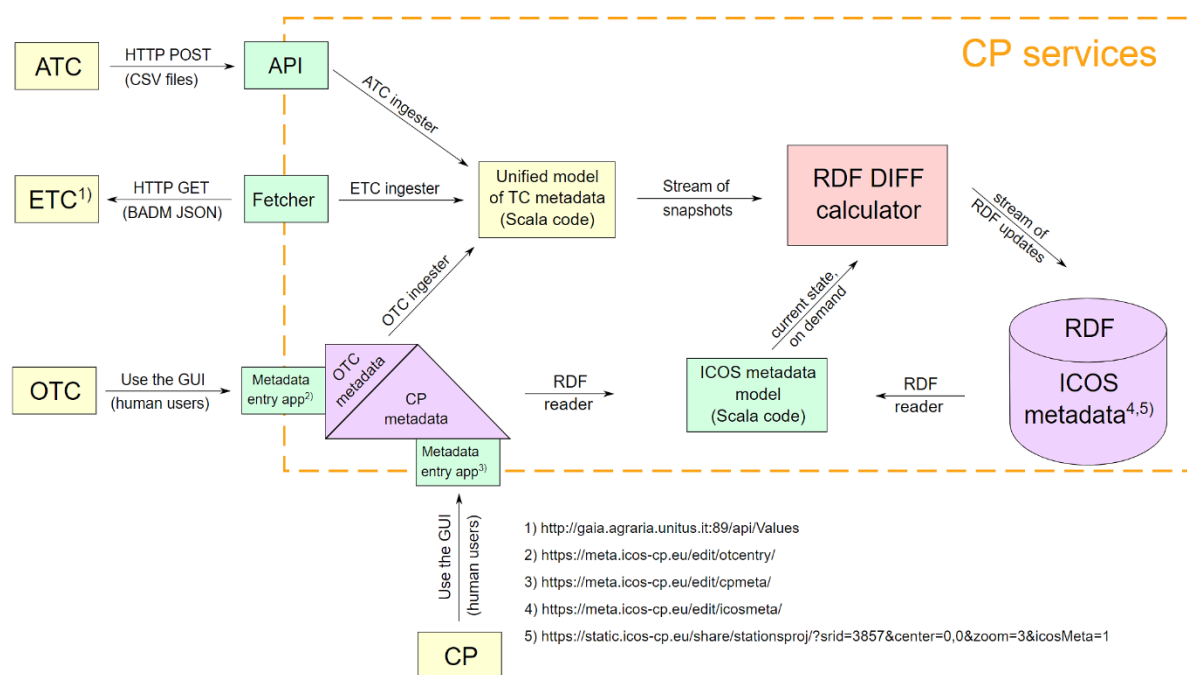 CP services
ATC
HTTP POST
(CSV files)
API
ATC ingester
ETC1)
HTTP GET
(BADM JSON)
Fetcher
ETC ingester
Unified model
of TC metadata
(Scala code)
Stream of
snapshots
RDF DIFF
calculator
stream of
RDF updates
OTC ingester
current state,
on demand
OTC
Use the GUI
(human users)
Metadata
entry app2)
OTC
metadata
CP
metadata
RDF
reader
ICOS metadata
model
(Scala code)
RDF
reader
RDF
ICOS
metadata4,5)
Metadata
entry app3)
Use the GUI
(human users)
CP
1) http://gaia.agraria.unitus.it:89/api/Values
2) https://meta.icos-cp.eu/edit/otcentry/
3) https://meta.icos-cp.eu/edit/cpmeta/
4) https://meta.icos-cp.eu/edit/icosmeta/
5) https://static.icos-cp.eu/share/stationsproj/?srid=3857&center=0,0&zoom=3&icosMeta=1